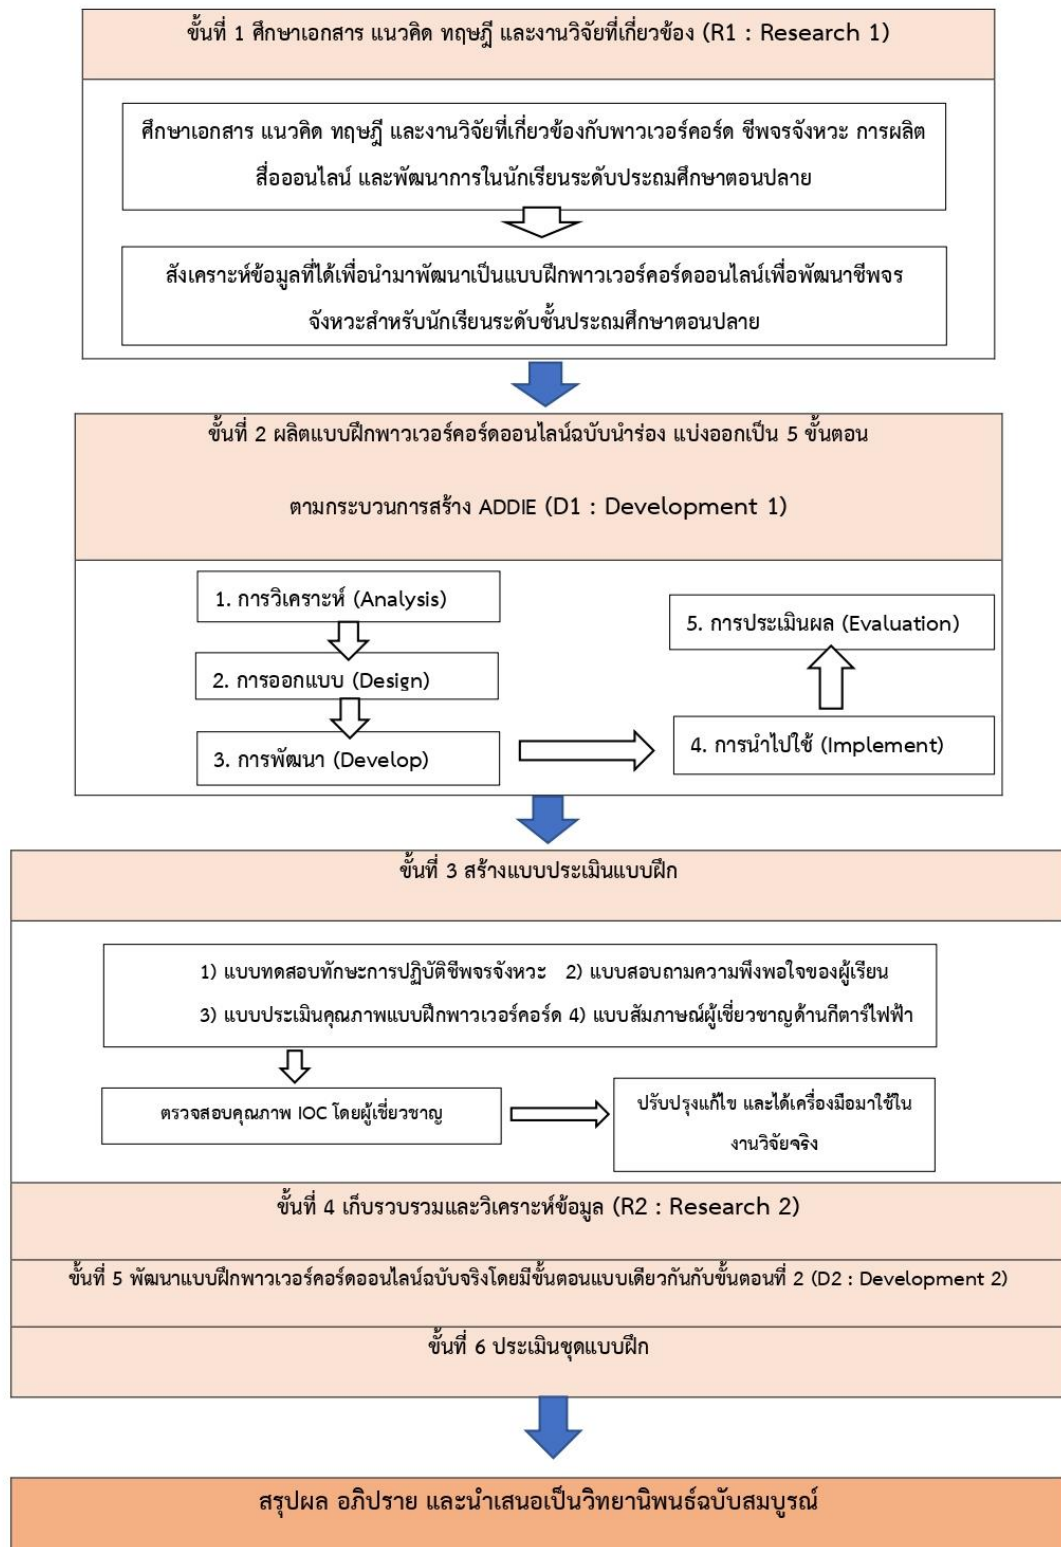 ขั้นที่ 1 ศึกษาเอกสาร แนวคิด ทฤษฎี และงานวิจัยที่เกี่ยวข้อง (R1 : Research 1)
ศึกษาเอกสาร แนวคิด ทฤษฎี และงานวิจัยที่เกี่ยวข้องกับพาวเวอร์คอร์ด ชีพจรจังหวะ การผลิต
สื่อออนไลน์ และพัฒนาการในนักเรียนระดับประถมศึกษาตอนปลาย
สังเคราะห์ข้อมูลที่ได้เพื่อนำมาพัฒนาเป็นแบบฝึกพาวเวอร์คอร์ดออนไลน์เพื่อพัฒนาชีพจร
จังหวะสำหรับนักเรียนระดับชั้นประถมศึกษาตอนปลาย
ขั้นที่ 2 ผลิตแบบฝึกพาวเวอร์คอร์ดออนไลน์ฉบับนำร่อง แบ่งออกเป็น 5 ขั้นตอน
ตามกระบวนการสร้าง ADDIE (D1 : Development 1)
1. การวิเคราะห์ (Analysis)
2. การออกแบบ (Design)
3. การพัฒนา (Develop)
4. การนำไปใช้ (Implement)
5. การประเมินผล (Evaluation)
ขั้นที่ 3 สร้างแบบประเมินแบบฝึก
1) แบบทดสอบทักษะการปฏิบัติชีพจรจังหวะ 2) แบบสอบถามความพึงพอใจของผู้เรียน
3) แบบประเมินคุณภาพแบบฝึกพาวเวอร์คอร์ด 4) แบบสัมภาษณ์ผู้เชี่ยวชาญด้านกีตาร์ไฟฟ้า
ตรวจสอบคุณภาพ IOC โดยผู้เชี่ยวชาญ
ปรับปรุงแก้ไข และได้เครื่องมือมาใช้ใน
งานวิจัยจริง
ขั้นที่ 4 เก็บรวบรวมและวิเคราะห์ข้อมูล (R2 : Research 2)
ขั้นที่ 5 พัฒนาแบบฝึกพาวเวอร์คอร์ดออนไลน์ฉบับจริงโดยมีขั้นตอนแบบเดียวกันกับขั้นตอนที่ 2 (D2 : Development 2)
ขั้นที่ 6 ประเมินชุดแบบฝึก
สรุปผล อภิปราย และนำเสนอเป็นวิทยานิพนธ์ฉบับสมบูรณ์